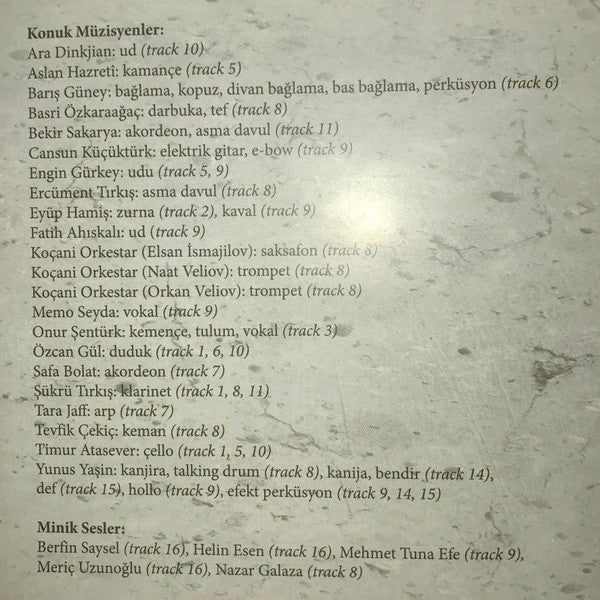 Konuk Müzisyenler:
Ara Dinkjian: ud (track 10)
Aslan Hazretî: kamançe (track 5)
Barış Güney: bağlama, kopuz, divan bağlama, bas bağlama, perküsyon (track 6)
Basri Özkaraağaç: darbuka, tef (track 8)
Bekir Sakarya: akordeon, asma davul (track 11)
Cansun Küçüktürk: elektrik gitar, e-bow (track 9)
Engin Gürkey: udu (track 5, 9)
Ercüment Tırkış: asma davul (track 8)
Eyüp Hamiş: zurna (track 2), kaval (track 9)
Fatih Ahıskalı: ud (track 9)
Koçani Orkestar (Elsan İsmajilov): saksafon (track 8)
Koçani Orkestar (Naat Veliov): trompet (track 8)
Koçani Orkestar (Orkan Veliov): trompet (track 8)
Memo Seyda: vokal (track 9)
Onur Şentürk: kemençe, tulum, vokal (track 3)
Özcan Gül: duduk (track 1, 6, 10)
Safa Bolat: akordeon (track 7)
Şükrü Tırkış: klarinet (track 1, 8, 11)
Tara Jaff: arp (track 7)
Tevfik Çekiç: keman (track 8)
Timur Atasever: çello (track 1, 5, 10)
Yunus Yaşin: kanjira, talking drum (track 8), kanija, bendir (track 14),
def (track 15), hollo (track 9), efekt perküsyon (track 9, 14, 15)
Minik Sesler:
Berfin Saysel (track 16), Helin Esen (track 16), Mehmet Tuna Efe (track 9),
Meriç Uzunoğlu (track 16), Nazar Galaza (track 8)